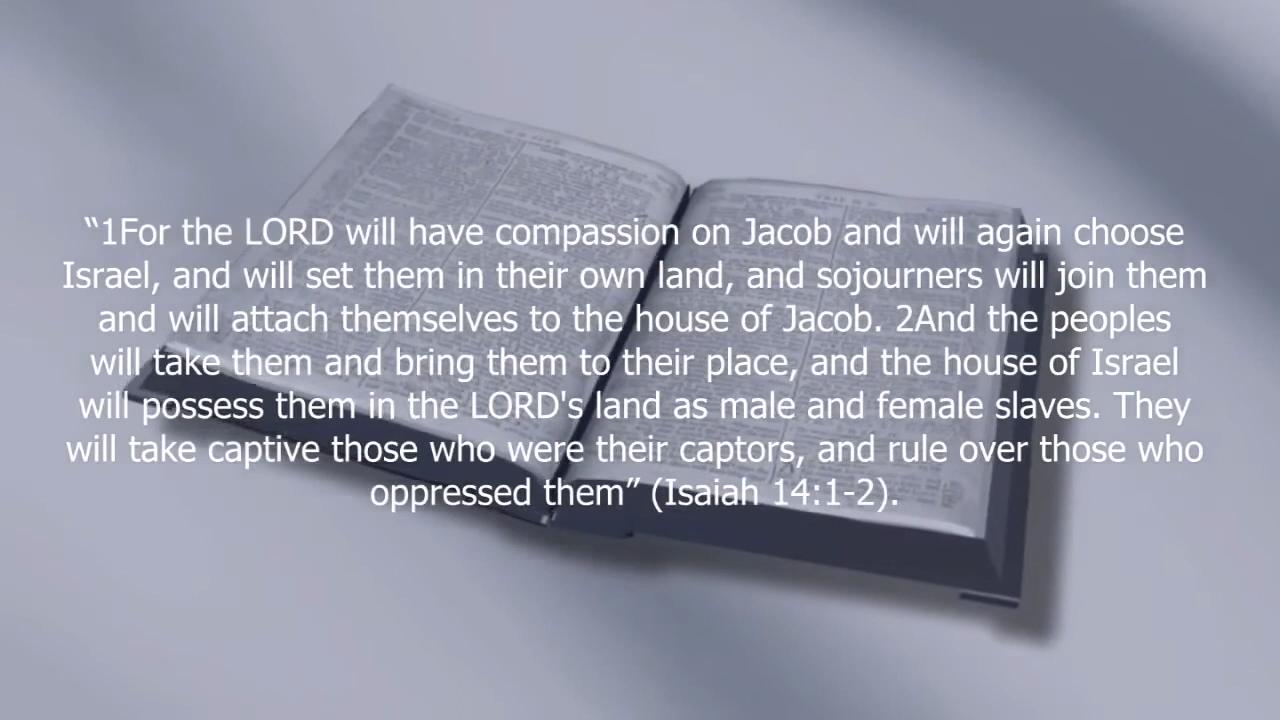 “1For the LORD will have compassion on Jacob and will again choose
Israel, and will set them in their own land, and sojourners will join them
and will attach themselves to the house of Jacob. 2And the peoples
will take them and bring them to their place, and the house of Israel
will possess them in the LORD's land as male and female slaves. They
will take captive those who were their captors, and rule over those who
oppressed them” (Isaiah 14:1-2).